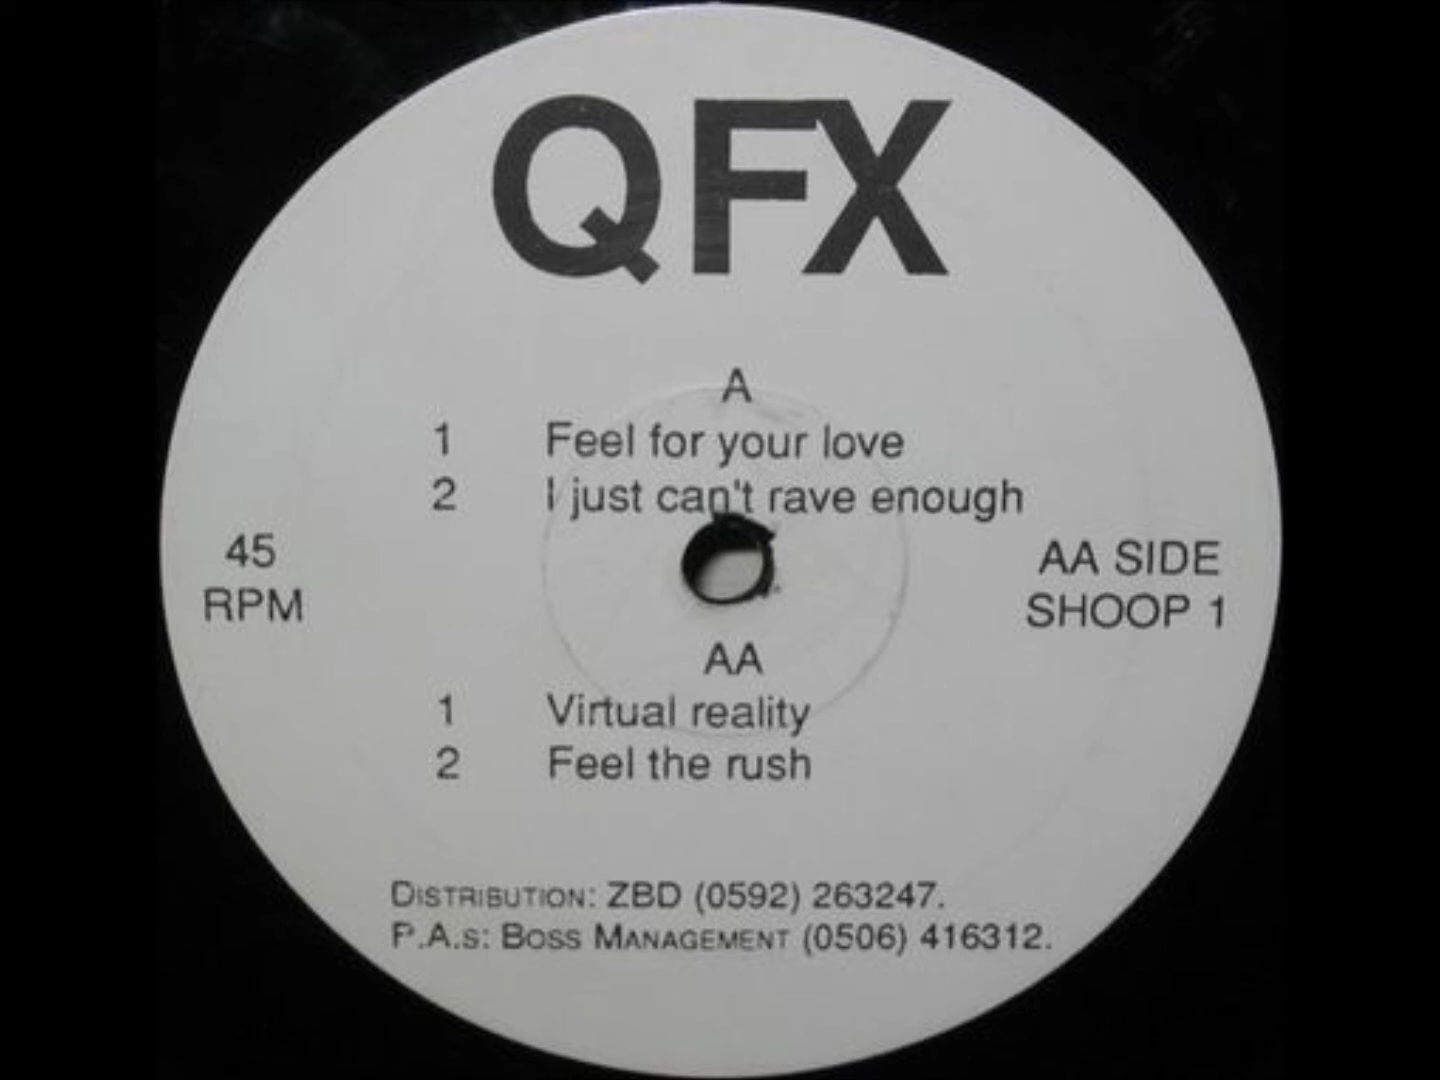 QFX
A
1 Feel for your love
2 I just can't rave enough
45
RPM
AA SIDE
SHOOP 1
AA
1 Virtual reality
2 Feel the rush
DISTRIBUTION: ZBD (0592) 263247.
P.A.s: BOSS MANAGEMENT (0506) 416312.